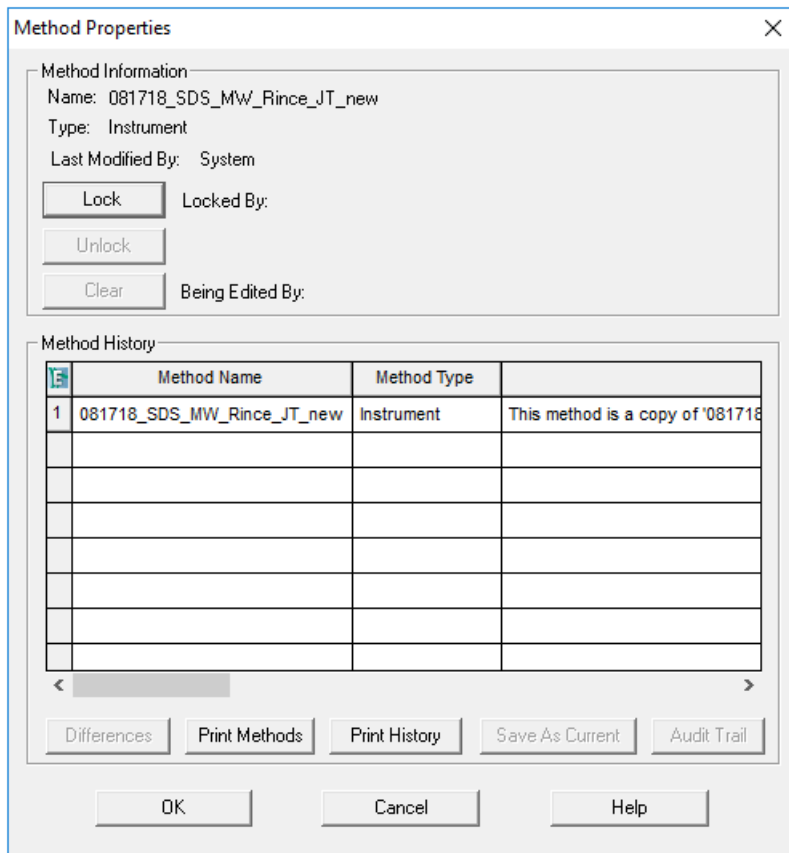 Method Properties
Method Information
Name: 081718_SDS_MW_Rince_JT_new
Type: Instrument
Last Modified By: System
Lock Locked By:
Unlock
Clear Being Edited By:
Method History
Method Name Method Type
1 081718_SDS_MW_Rince_JT_new Instrument This method is a copy of '081718
Differences Print Methods Print History Save As Current Audit Trail
OK Cancel Help